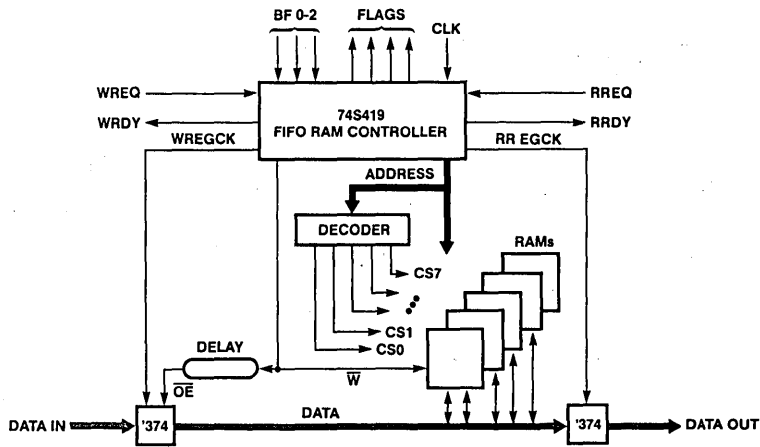 BF 0-2
FLAGS
CLK
WREQ
RREQ
74S419
FIFO RAM CONTROLLER
WRDY
RRDY
WREGCK
RR EGCK
ADDRESS
DECODER
RAMs
CS7
CS1
CS0
DELAY
W
OE
DATA IN
'374
DATA
'374
DATA OUT